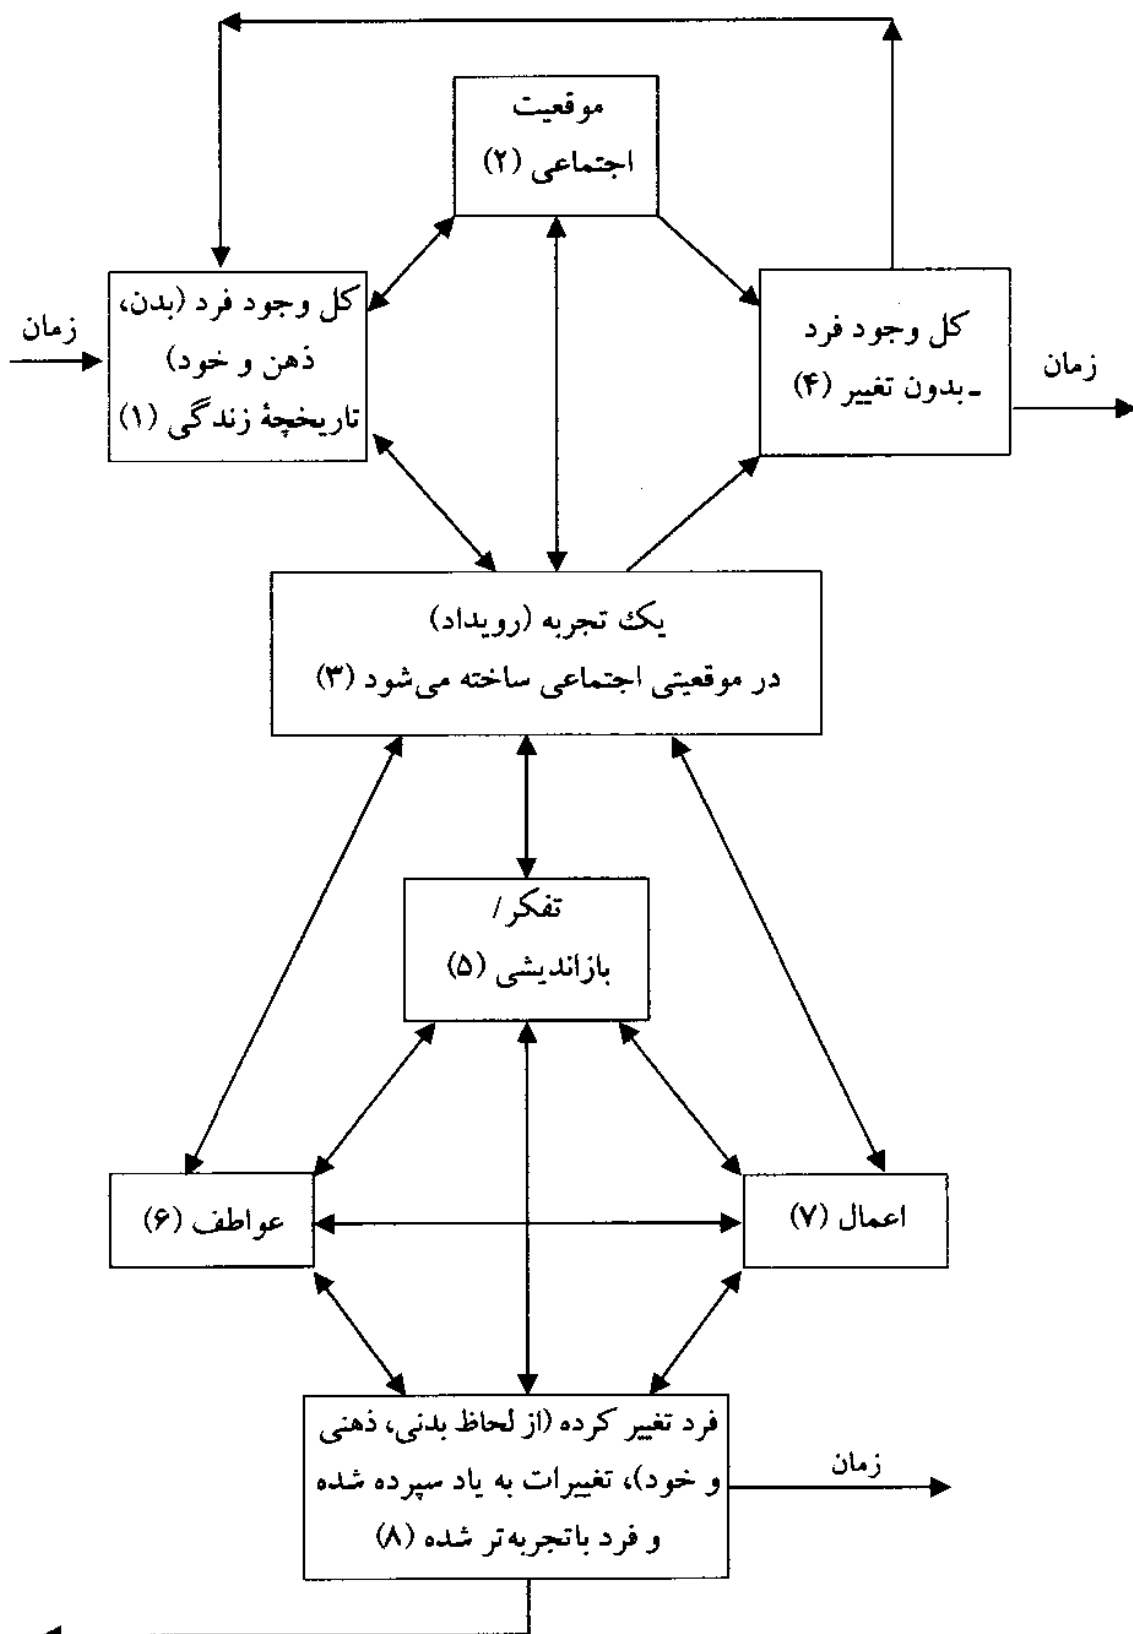 موقعیت
اجتماعی (۲)
زمان
کل وجود فرد (بدن،
ذهن و خود)
تاریخچهٔ زندگی (۱)
کل وجود فرد
ـ بدون تغییر (۴)
زمان
یک تجربه (رویداد)
در موقعیتی اجتماعی ساخته می‌شود (۳)
تفکر /
بازاندیشی (۵)
عواطف (۶)
اعمال (۷)
فرد تغییر کرده (از لحاظ بدنی، ذهنی
و خود)، تغییرات به یاد سپرده شده
و فرد باتجربه‌تر شده (۸)
زمان